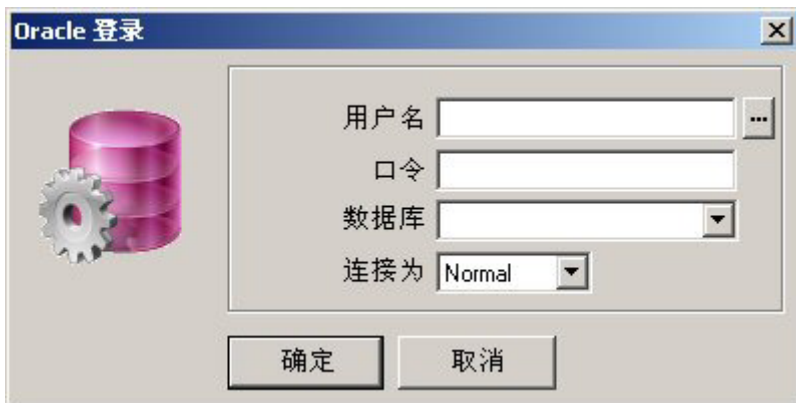 Oracle 登录
用户名
...
口令
数据库
连接为 Normal
确定 取消